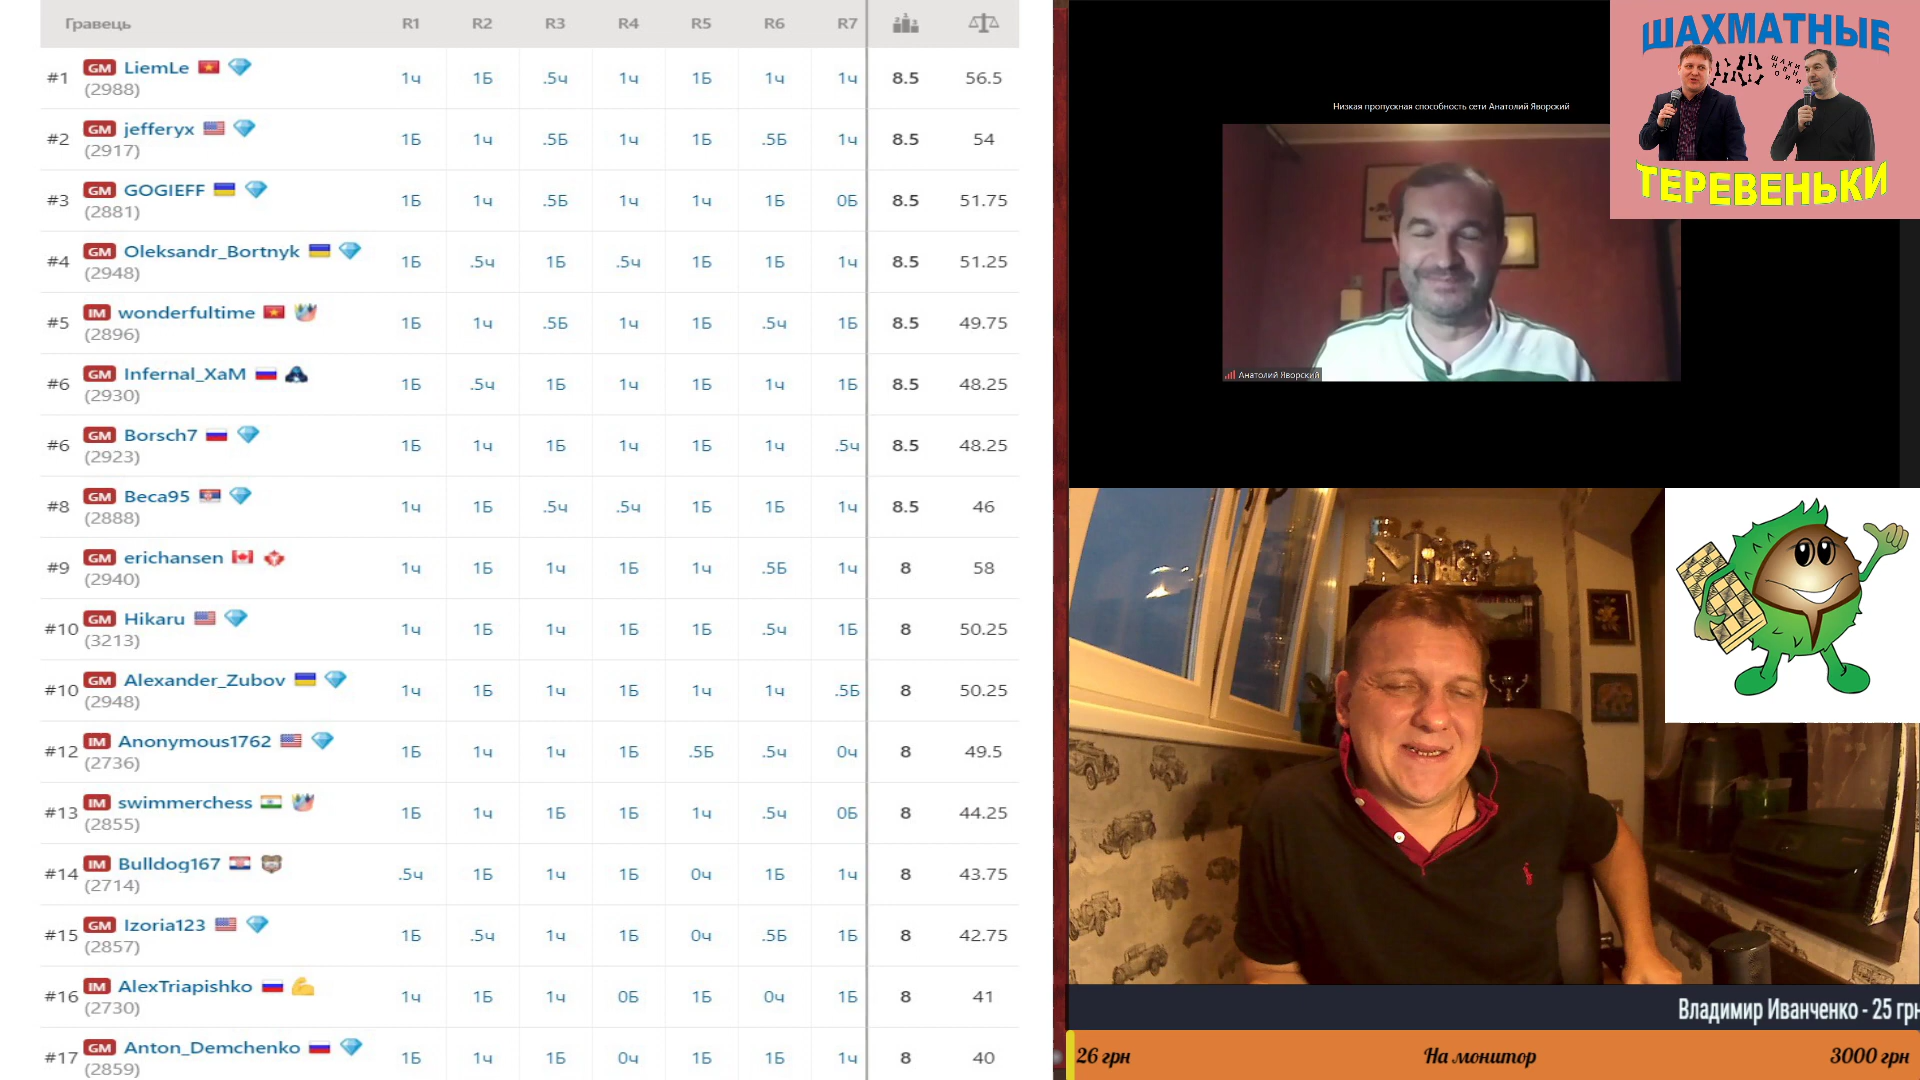 Гравець R1 R2 R3 R4 R5 R6 R7
#1 GM LiemLe 1ч 1Б .5ч 1ч 1Б 1ч 1ч 8.5 56.5
(2988)
#2 GM jefferyx 1Б 1ч .5Б 1ч 1Б .5Б 1ч 8.5 54
(2917)
#3 GM GOGIEFF 1Б 1ч .5Б 1ч 1ч 1Б 0Б 8.5 51.75
(2881)
#4 GM Oleksandr_Bortnyk 1Б .5ч 1Б .5ч 1Б 1Б 1ч 8.5 51.25
(2948)
#5 IM wonderfultime 1Б 1ч .5Б 1ч 1Б .5ч 1Б 8.5 49.75
(2896)
#6 GM Infernal_XaM 1Б .5ч 1Б 1ч 1Б 1ч 1Б 8.5 48.25
(2930)
#6 GM Borsch7 1Б 1ч 1Б 1ч 1Б 1ч .5ч 8.5 48.25
(2923)
#8 GM Beca95 1ч 1Б .5ч .5ч 1Б 1Б 1ч 8.5 46
(2888)
#9 GM erichansen 1ч 1Б 1ч 1Б 1ч .5Б 1ч 8 58
(2940)
#10 GM Hikaru 1ч 1Б 1ч 1Б 1Б .5ч 1Б 8 50.25
(3213)
#10 GM Alexander_Zubov 1ч 1Б 1ч 1Б 1ч 1ч .5Б 8 50.25
(2948)
#12 IM Anonymous1762 1Б 1ч 1ч 1Б .5Б .5ч 0ч 8 49.5
(2736)
#13 IM swimmerchess 1Б 1ч 1Б 1Б 1ч .5ч 0Б 8 44.25
(2855)
#14 IM Bulldog167 .5ч 1Б 1ч 1Б 0ч 1Б 1ч 8 43.75
(2714)
#15 GM Izoria123 1Б .5ч 1ч 1Б 0ч .5Б 1Б 8 42.75
(2857)
#16 IM AlexTriapishko 1ч 1Б 1ч 0Б 1Б 0ч 1Б 8 41
(2730)
#17 GM Anton_Demchenko 1Б 1ч 1Б 0ч 1Б 1Б 1ч 8 40
(2859)
ШАХМАТНЫЕ
ТЕРЕВЕНЬКИ
Низкая пропускная способность сети Анатолий Яворский
Анатолий Яворский
Владимир Иванченко - 25 грн
26 грн На монитор 3000 грн